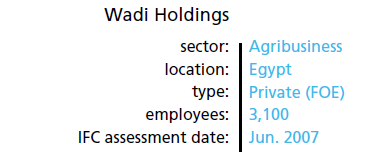 Wadi Holdings
sector: Agribusiness
location: Egypt
type: Private (FOE)
employees: 3,100
IFC assessment date: Jun. 2007